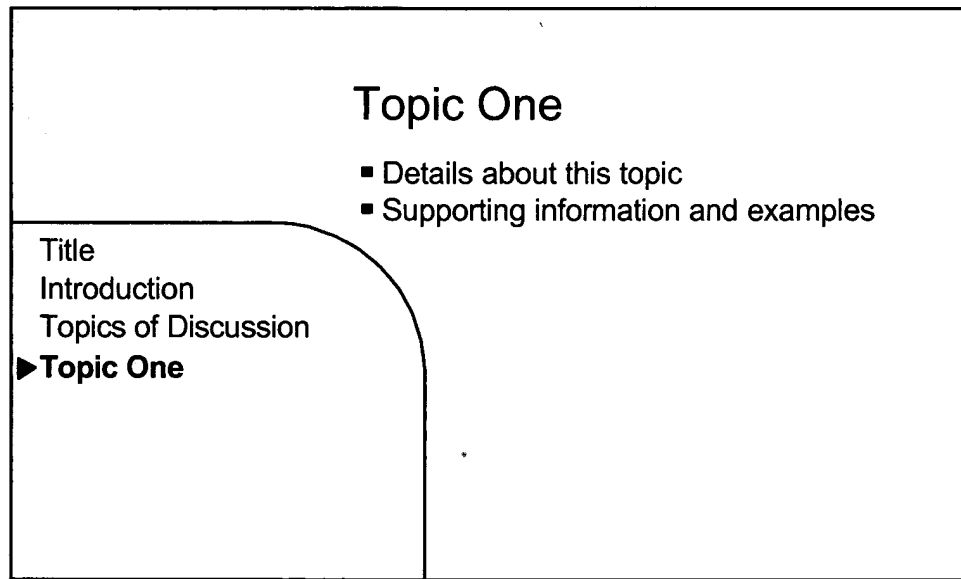 Topic One
▪ Details about this topic
▪ Supporting information and examples
Title
Introduction
Topics of Discussion
▶Topic One